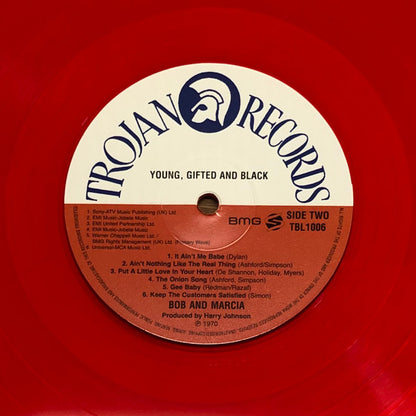 TROJAN RECORDS
YOUNG, GIFTED AND BLACK
1. Sony-ATV Music Publishing (UK) Ltd.
2. EMI Music-Jobete Music
3. EMI United Partnership Ltd.
4. EMI Music-Jobete Music
5. Warner Chappell Music Ltd./
BMG Rights Management (UK) Ltd. (Primary Wave)
6. Universal-MCA Music Ltd.
BMG
SIDE TWO
TBL1006
1. It Ain't Me Babe (Dylan)
2. Ain't Nothing Like The Real Thing (Ashford/Simpson)
3. Put A Little Love In Your Heart (De Shannon, Holiday, Myers)
4. The Onion Song (Ashford, Simpson)
5. Gee Baby (Redman/Razaf)
6. Keep The Customers Satisfied (Simon)
BOB AND MARCIA
Produced by Harry Johnson
℗ 1970